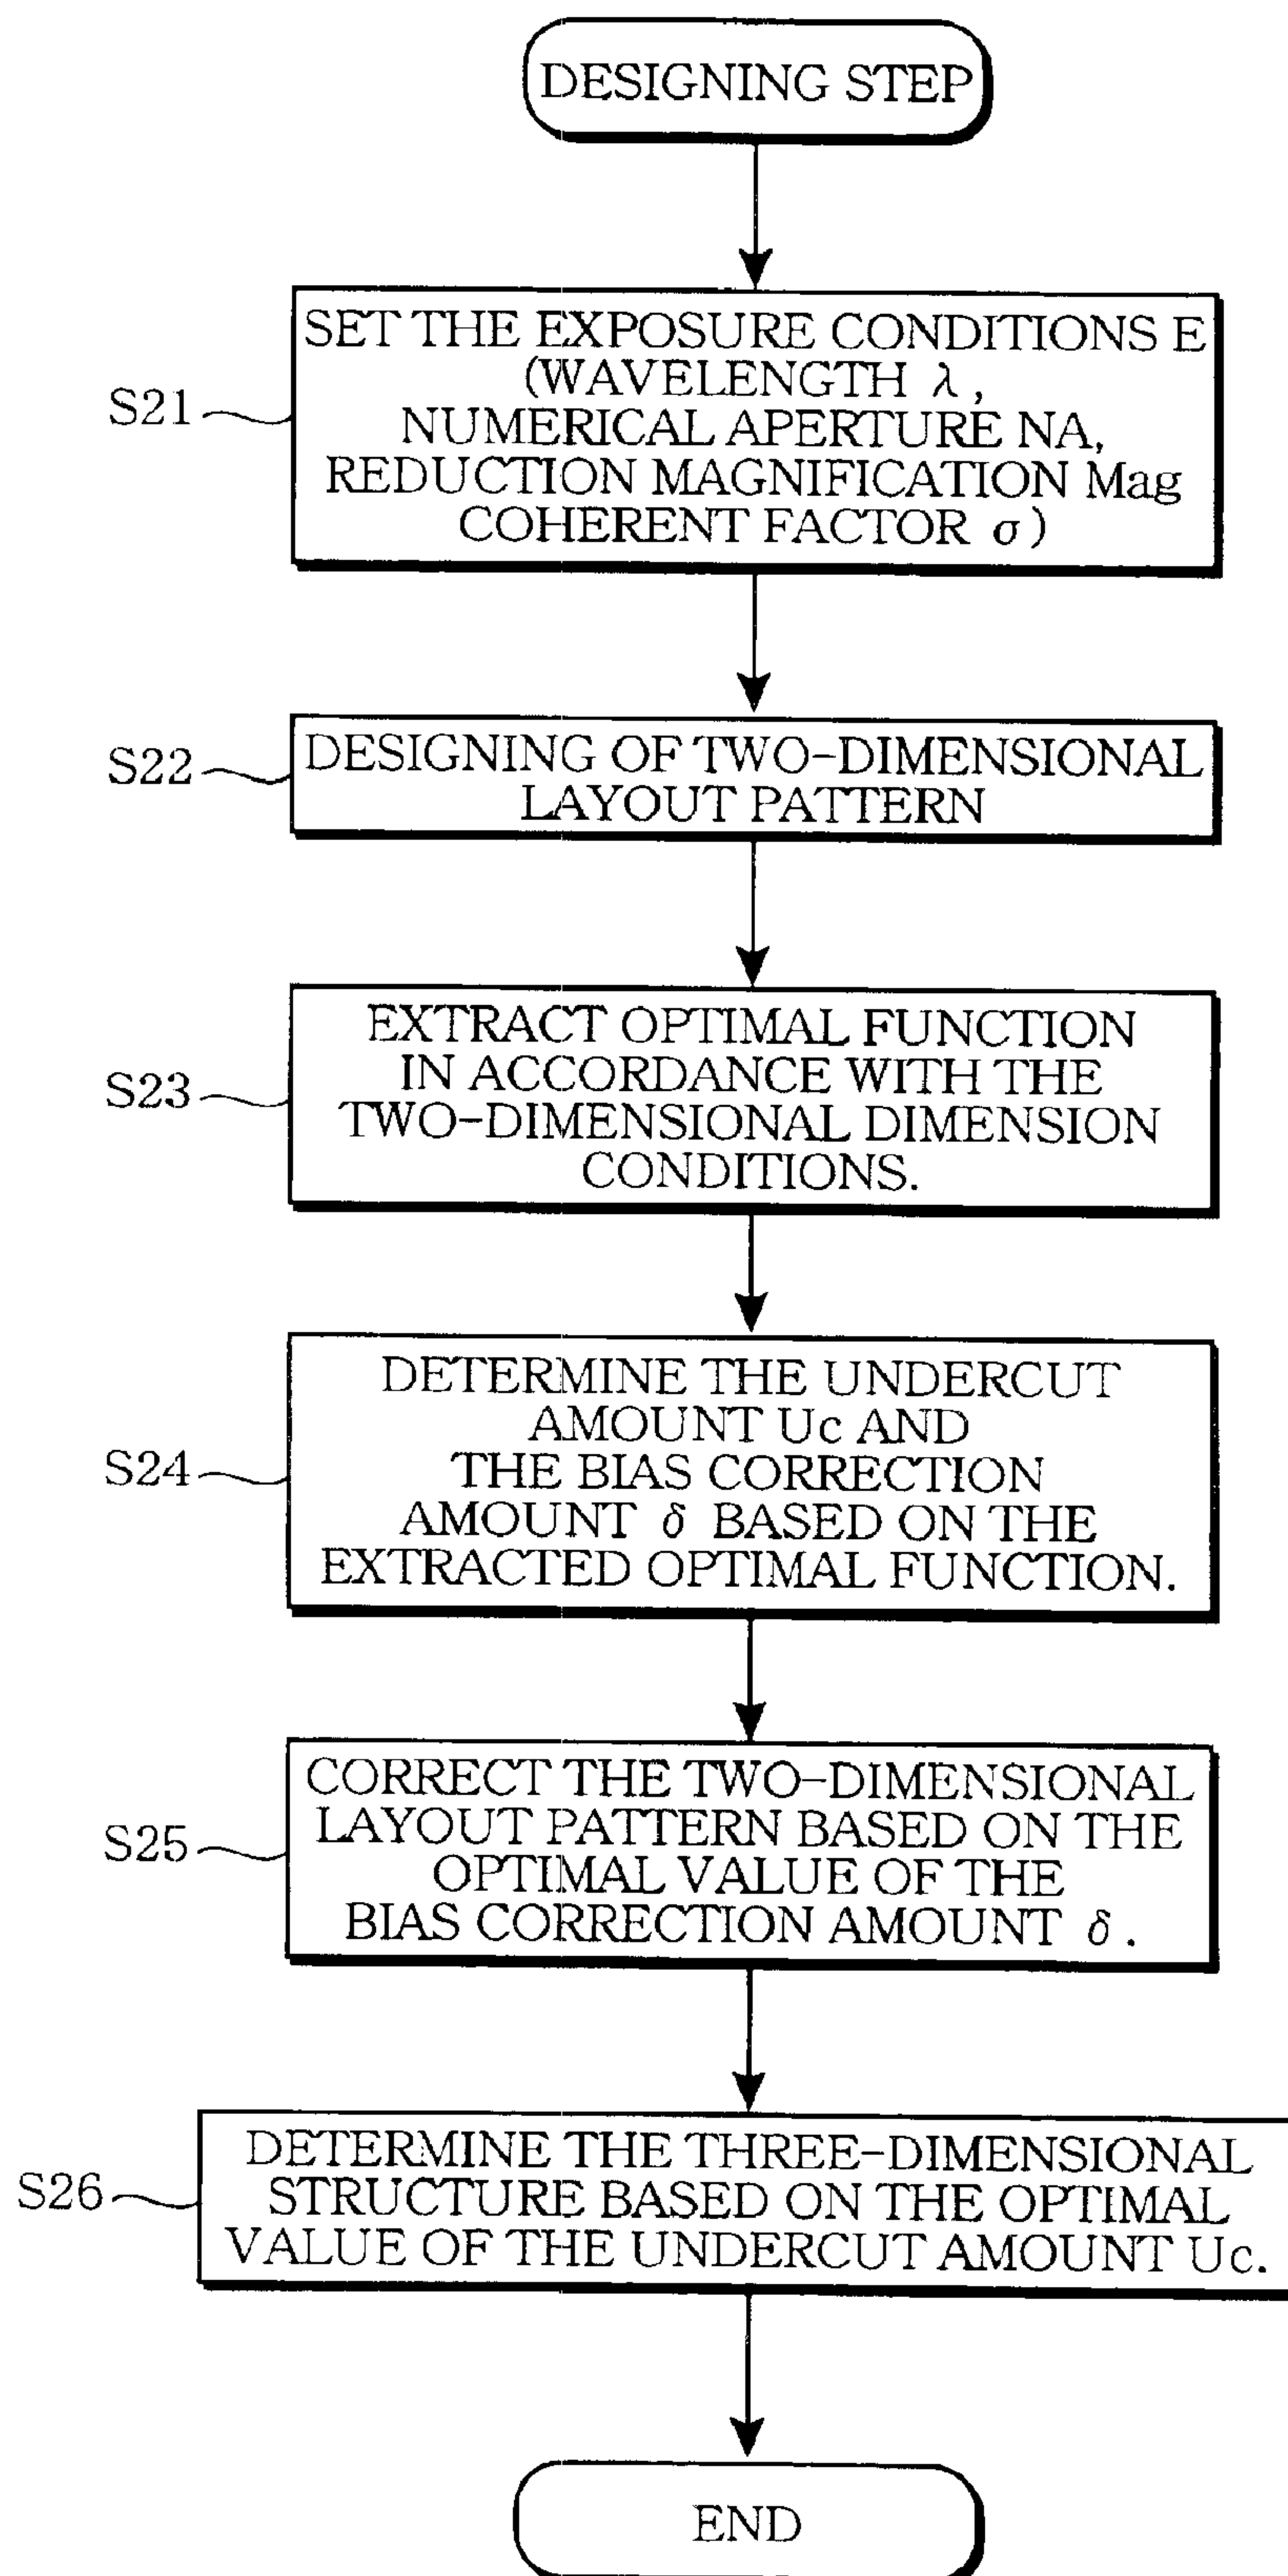 DESIGNING STEP
S21
SET THE EXPOSURE CONDITIONS E
(WAVELENGTH λ,
NUMERICAL APERTURE NA,
REDUCTION MAGNIFICATION Mag
COHERENT FACTOR σ)
S22
DESIGNING OF TWO-DIMENSIONAL
LAYOUT PATTERN
S23
EXTRACT OPTIMAL FUNCTION
IN ACCORDANCE WITH THE
TWO-DIMENSIONAL DIMENSION
CONDITIONS.
S24
DETERMINE THE UNDERCUT
AMOUNT Uc AND
THE BIAS CORRECTION
AMOUNT δ BASED ON THE
EXTRACTED OPTIMAL FUNCTION.
S25
CORRECT THE TWO-DIMENSIONAL
LAYOUT PATTERN BASED ON THE
OPTIMAL VALUE OF THE
BIAS CORRECTION AMOUNT δ.
S26
DETERMINE THE THREE-DIMENSIONAL
STRUCTURE BASED ON THE OPTIMAL
VALUE OF THE UNDERCUT AMOUNT Uc.
END